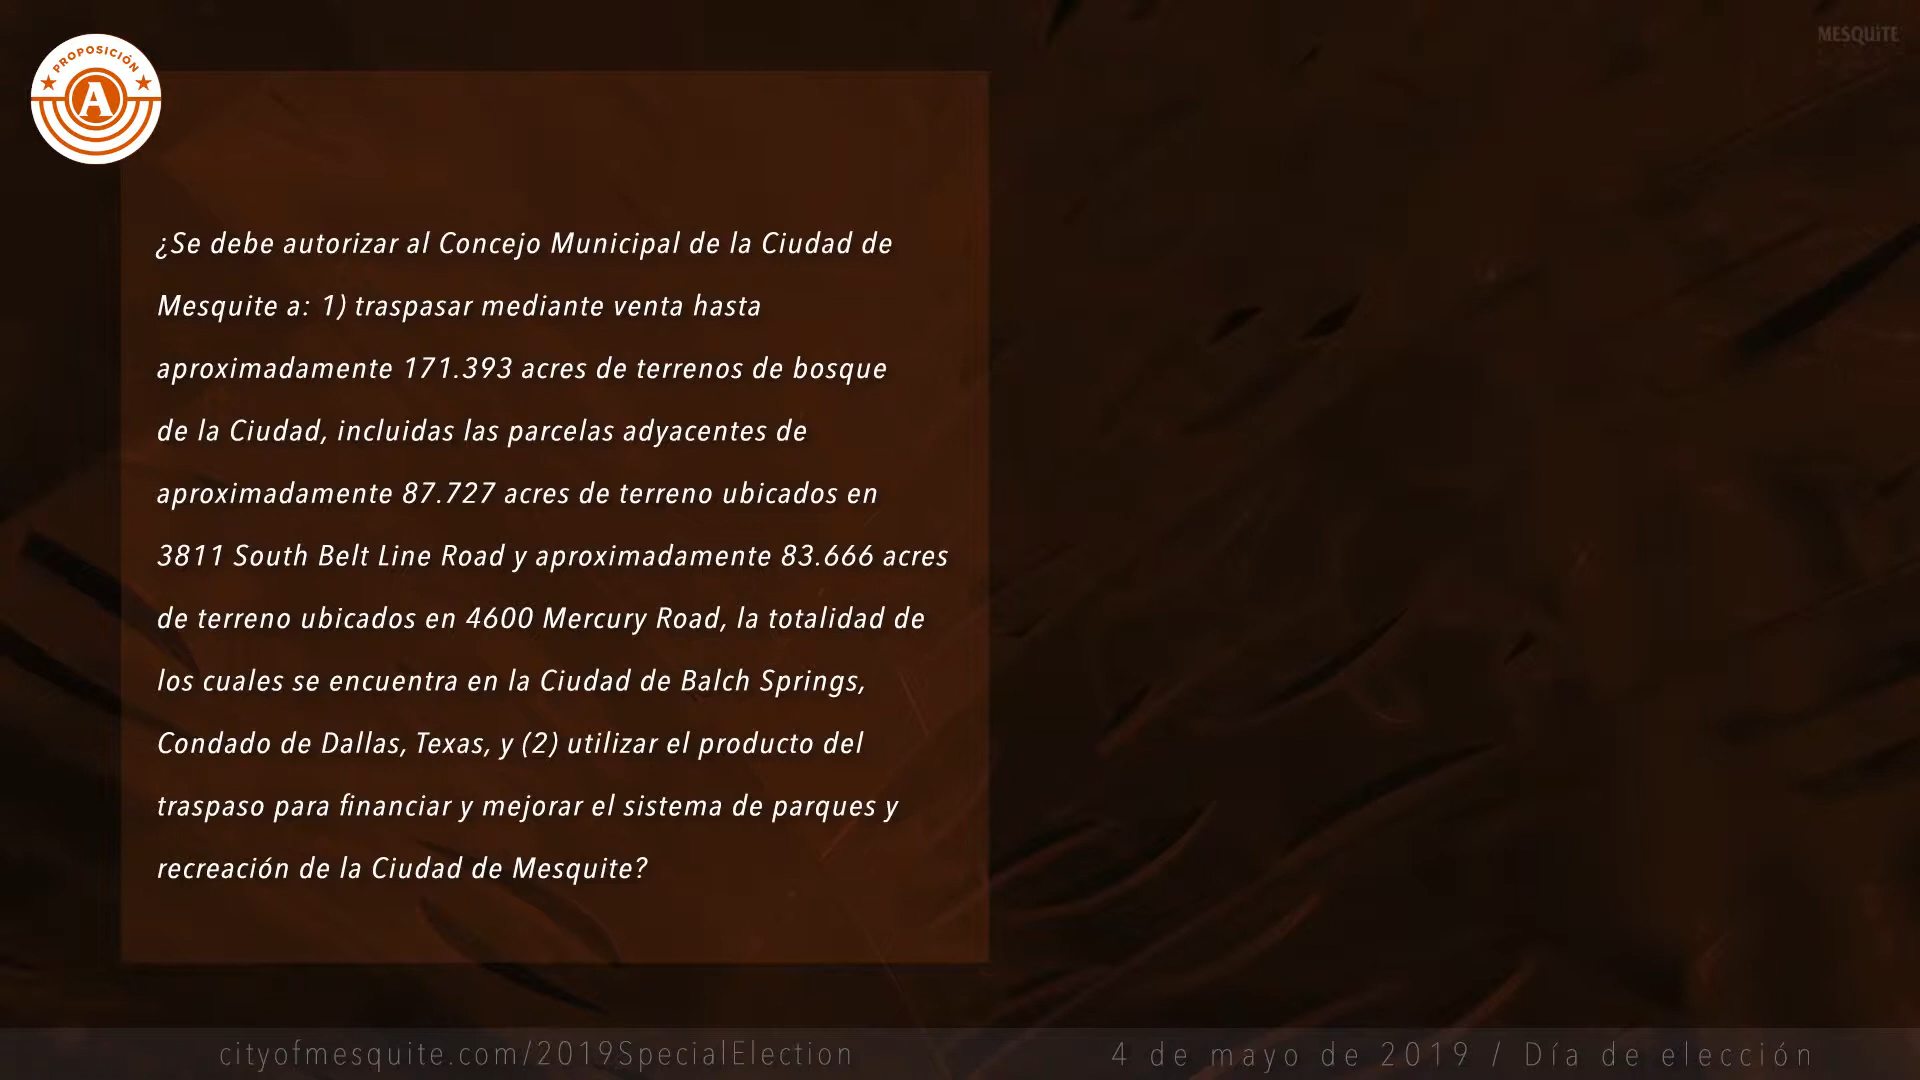 PROPOSICIÓN
A
MESQUITE
¿Se debe autorizar al Concejo Municipal de la Ciudad de
Mesquite a: 1) traspasar mediante venta hasta
aproximadamente 171.393 acres de terrenos de bosque
de la Ciudad, incluidas las parcelas adyacentes de
aproximadamente 87.727 acres de terreno ubicados en
3811 South Belt Line Road y aproximadamente 83.666 acres
de terreno ubicados en 4600 Mercury Road, la totalidad de
los cuales se encuentra en la Ciudad de Balch Springs,
Condado de Dallas, Texas, y (2) utilizar el producto del
traspaso para financiar y mejorar el sistema de parques y
recreación de la Ciudad de Mesquite?
cityofmesquite.com/2019SpecialElection
4 de mayo de 2019 / Día de elección